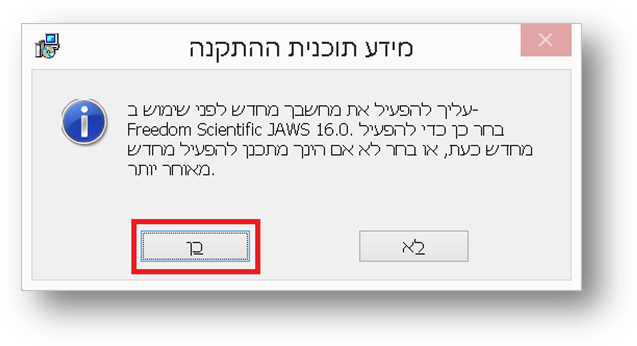 מידע תוכנית ההתקנה
עליך להפעיל את מחשבך מחדש לפני שימוש ב-
Freedom Scientific JAWS 16.0. בחר כן כדי להפעיל
מחדש כעת, או בחר לא אם הינך מתכנן להפעיל מחדש
מאוחר יותר.
כן
לא